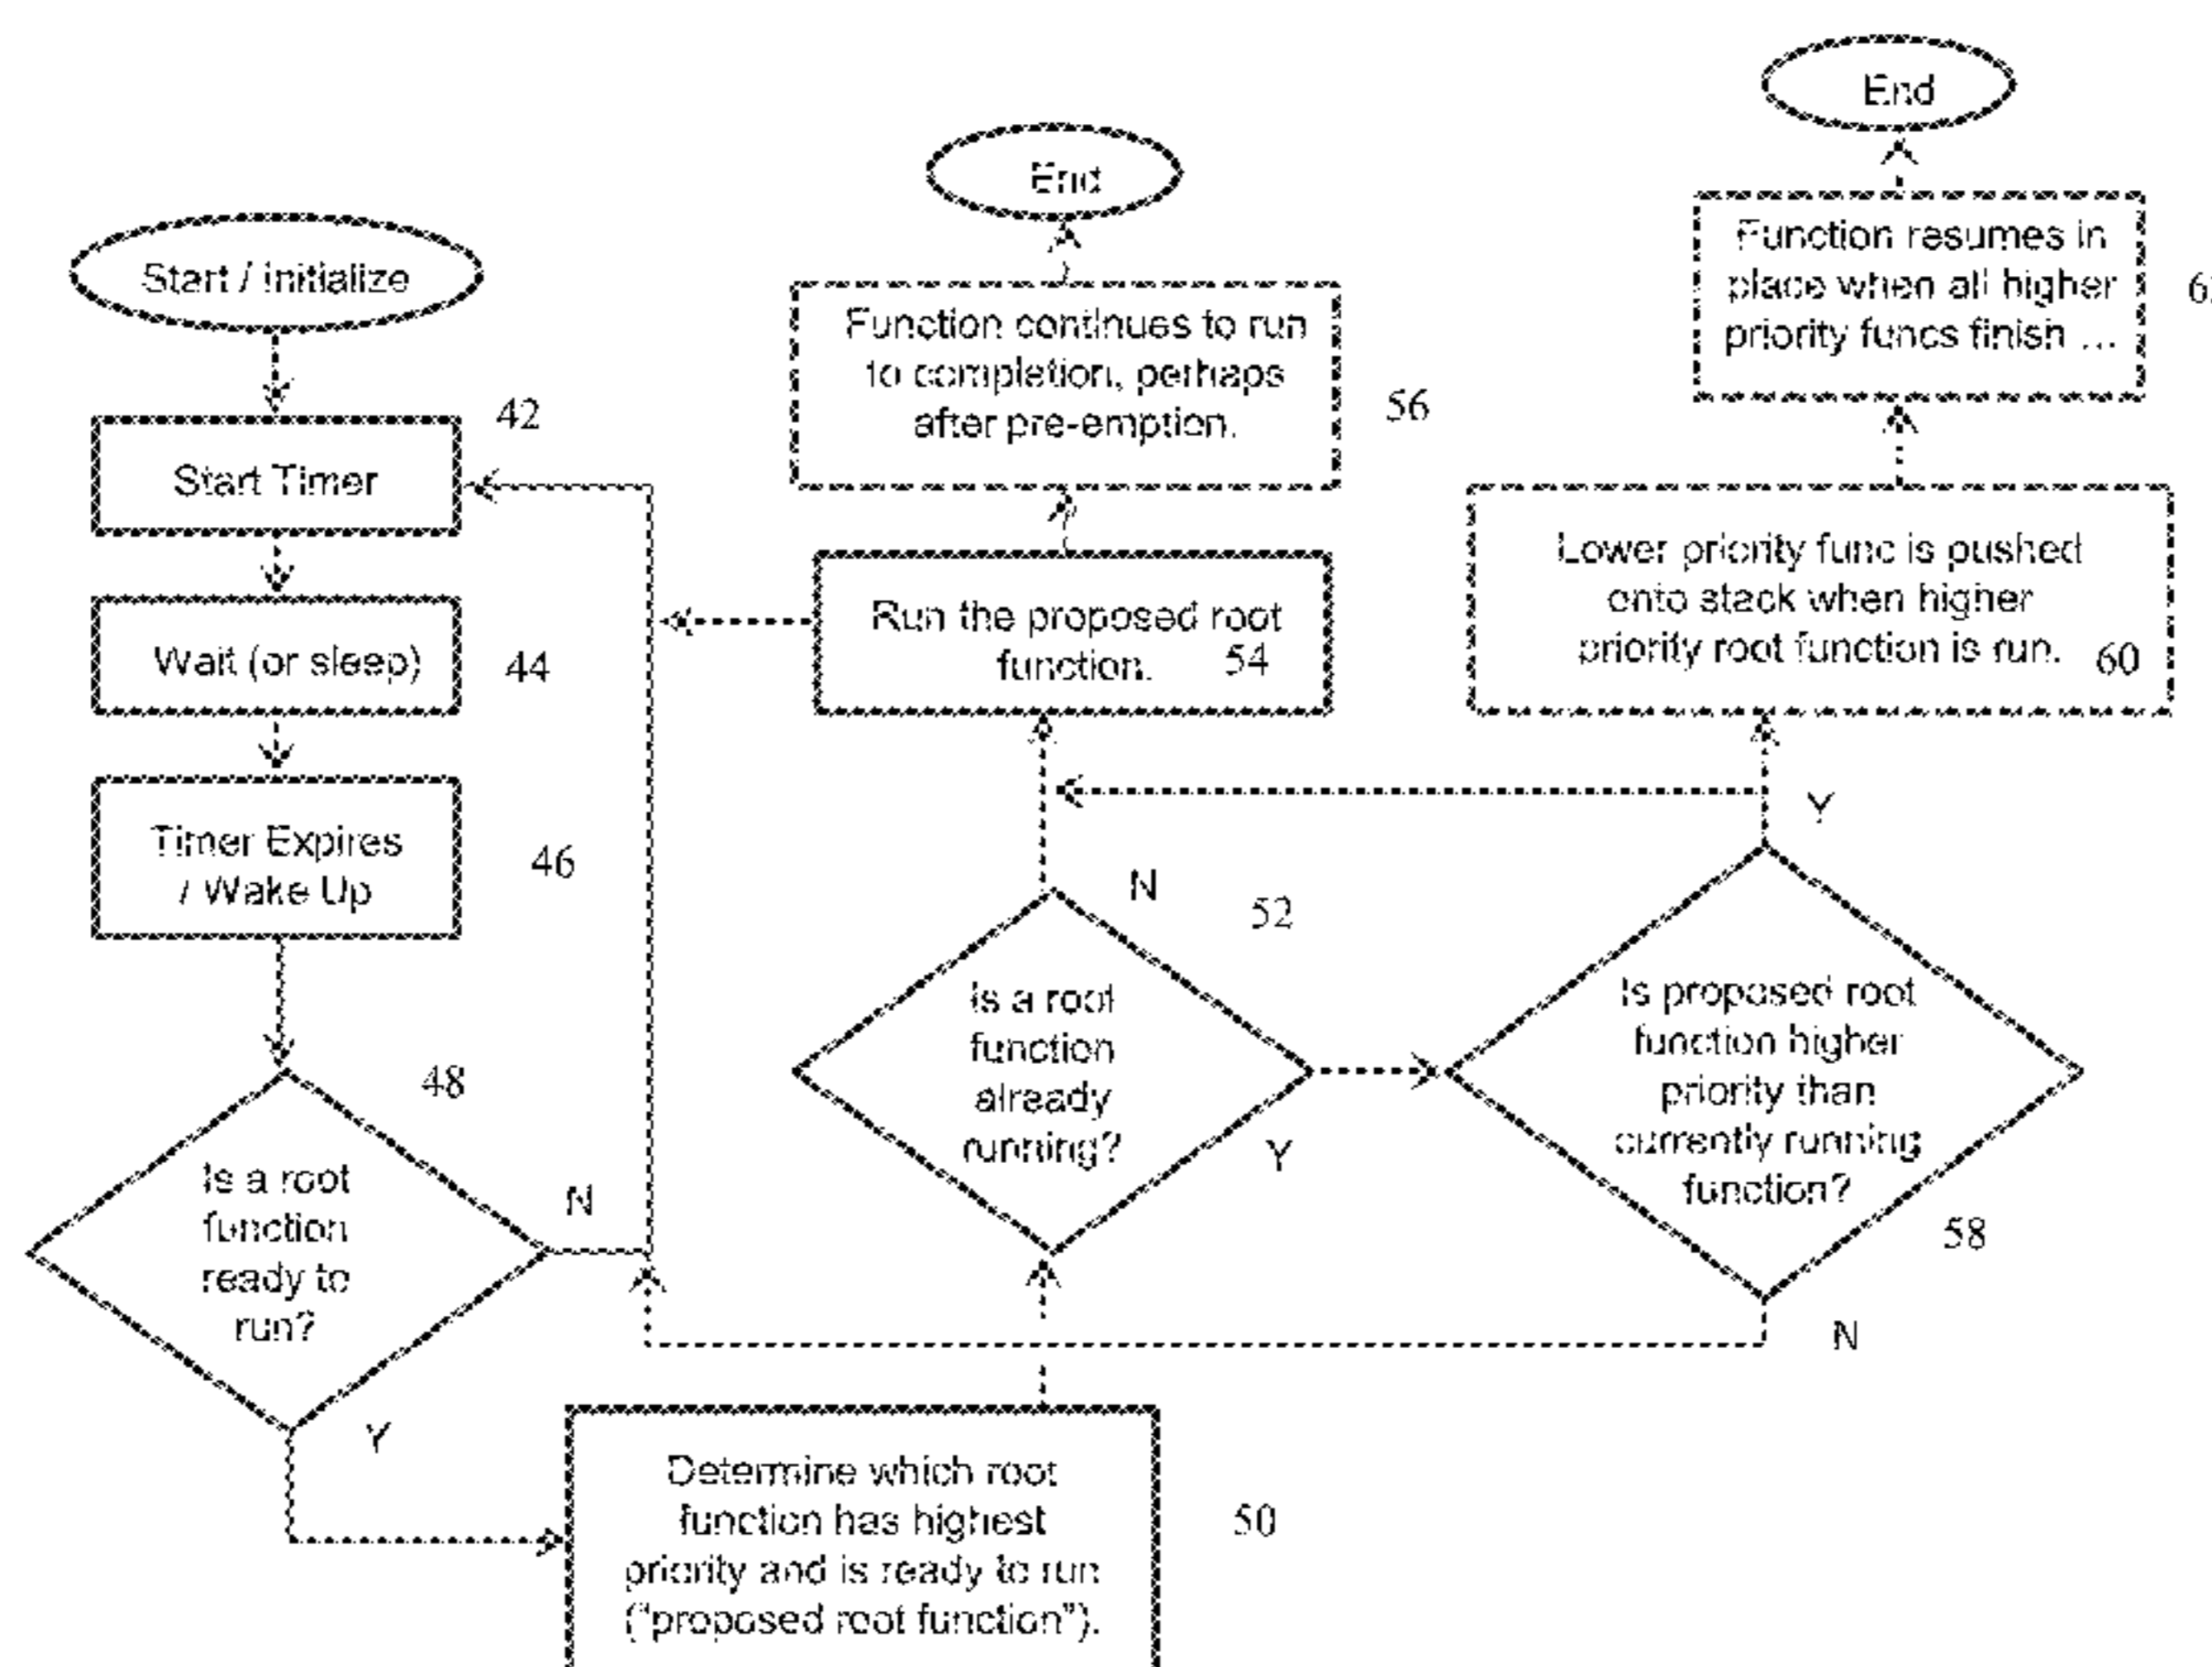 Start / Initialize
Start Timer
42
Wait (or sleep)
44
Timer Expires
/ Wake Up
46
48
Is a root
function
ready to
run?
N
Y
Determine which root
function has highest
priority and is ready to run
("proposed root function").
50
End
Function continues to run
to completion, perhaps
after pre-emption.
56
Run the proposed root
function.
54
N
52
Is a root
function
already
running?
Y
End
Function resumes in
place when all higher
priority funcs finish ...
Lower priority func is pushed
onto stack when higher
priority root function is run.
60
Y
Is proposed root
function higher
priority than
currently running
function?
58
N